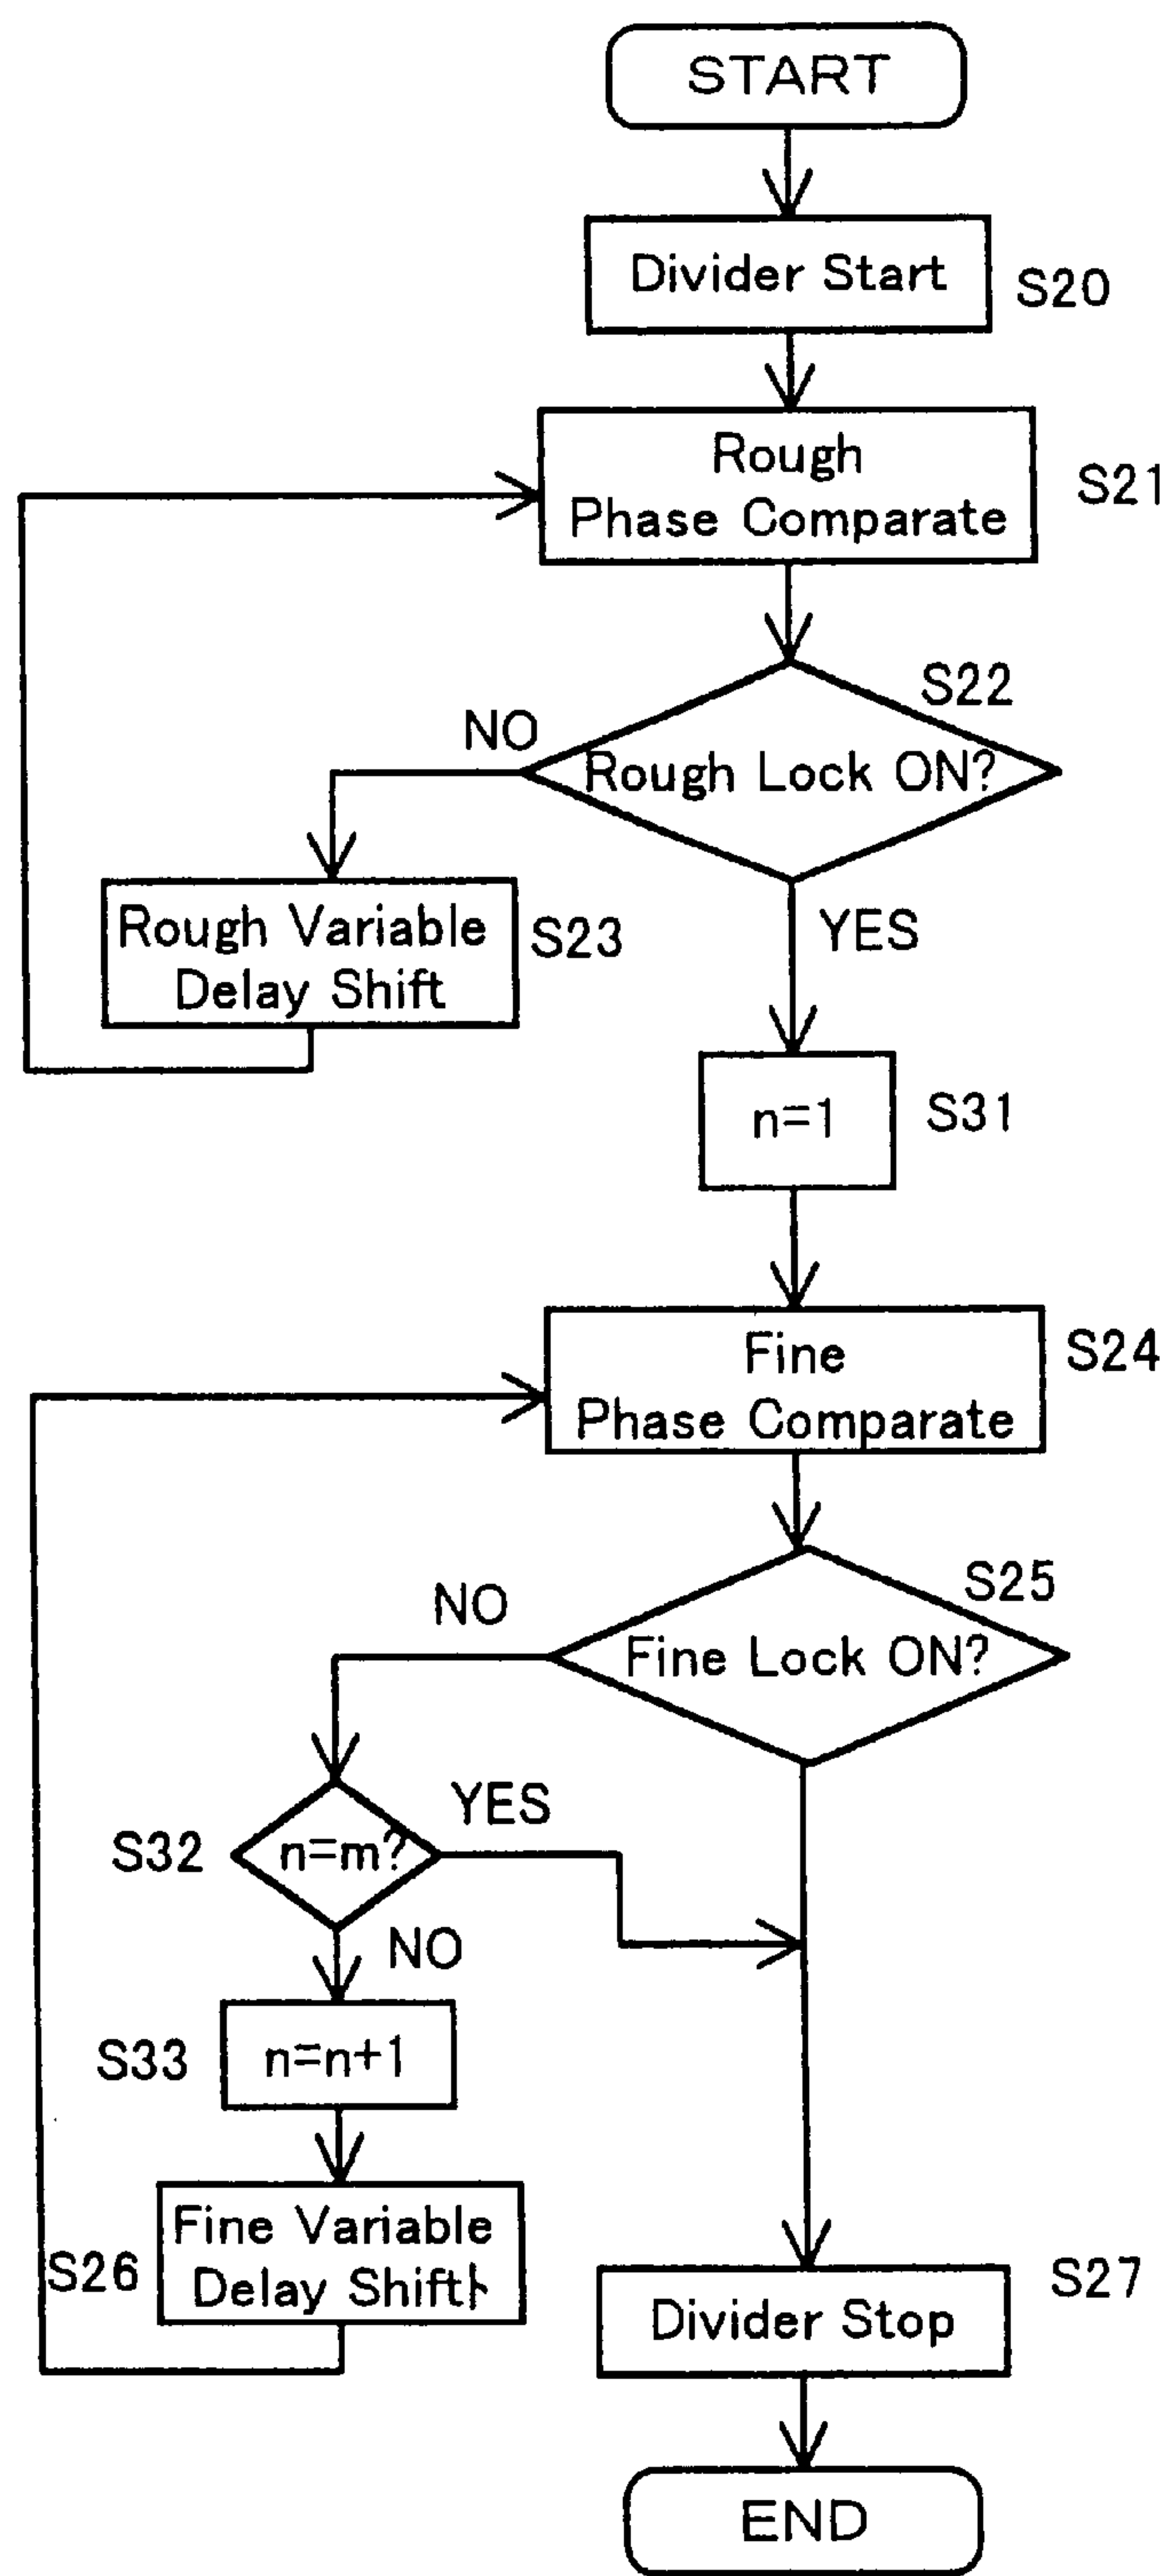 START
Divider Start
S20
Rough
Phase Comparate
S21
S22
NO
Rough Lock ON?
Rough Variable
Delay Shift
S23
YES
n=1
S31
Fine
Phase Comparate
S24
S25
NO
Fine Lock ON?
YES
S32
n=m?
NO
S33
n=n+1
Fine Variable
Delay Shift
S26
S27
Divider Stop
END